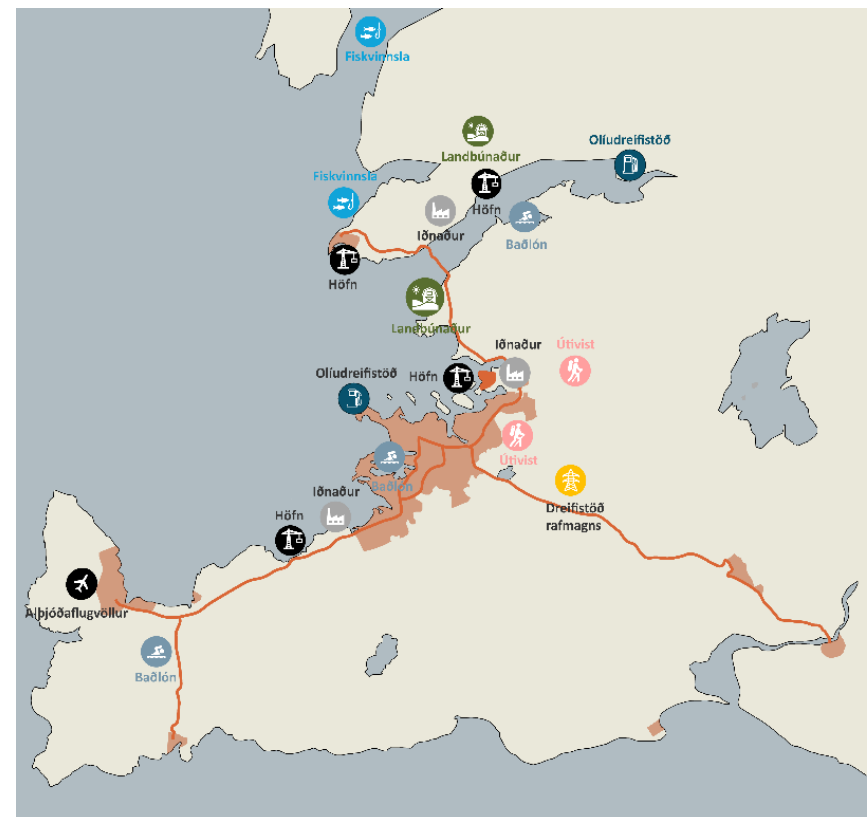 Fiskvinnsla
Olíudreifistöð
Landbúnaður
Fiskvinnsla
Höfn
Iðnaður
Baðlón
Höfn
Landbúnaður
Iðnaður
Útivist
Olíudreifistöð
Höfn
Útivist
Baðlón
Iðnaður
Dreifistöð
rafmagns
Höfn
Alþjóðaflugvöllur
Baðlón